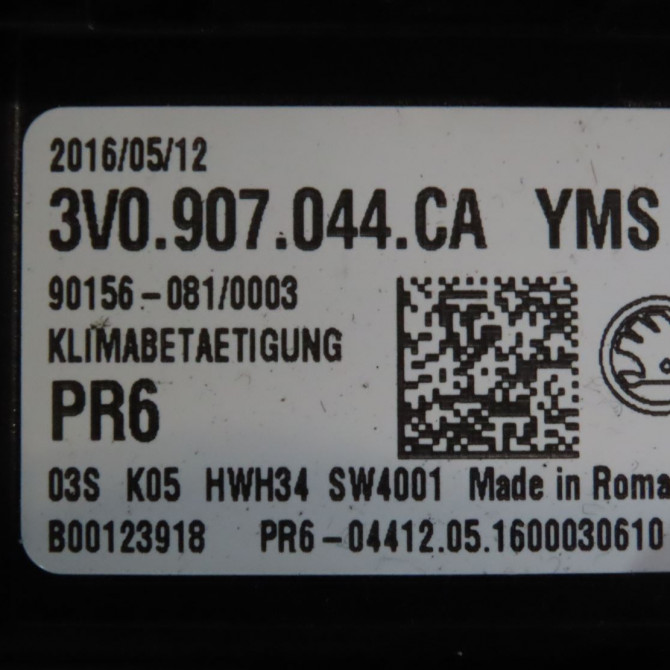 2016/05/12
3V0.907.044.CA YMS
90156-081/0003
KLIMABETAETIGUNG
PR6
03S K05 HWH34 SW4001 Made in Roma
B00123918 PR6-04412.05.1600030610